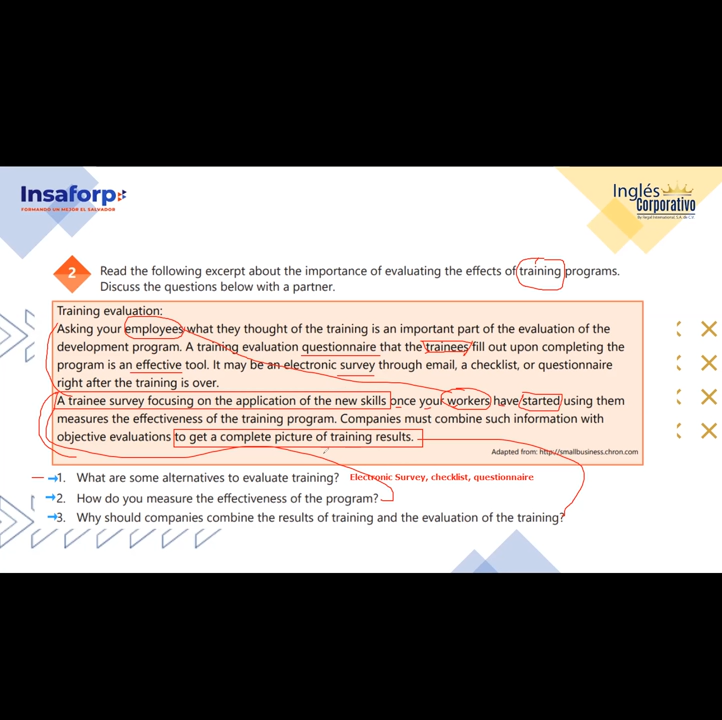 Insaforp
FORMANDO UN MEJOR EL SALVADOR
Inglés
Corporativo
2
Read the following excerpt about the importance of evaluating the effects of training programs.
Discuss the questions below with a partner.
Training evaluation:
Asking your employees what they thought of the training is an important part of the evaluation of the
development program. A training evaluation questionnaire that the trainees fill out upon completing the
program is an effective tool. It may be an electronic survey through email, a checklist, or questionnaire
right after the training is over.
A trainee survey focusing on the application of the new skills once your workers have started using them
measures the effectiveness of the training program. Companies must combine such information with
objective evaluations to get a complete picture of training results.
Adapted from: http://smallbusiness.chron.com
1. What are some alternatives to evaluate training? Electronic Survey, checklist, questionnaire
2. How do you measure the effectiveness of the program?
3. Why should companies combine the results of training and the evaluation of the training?